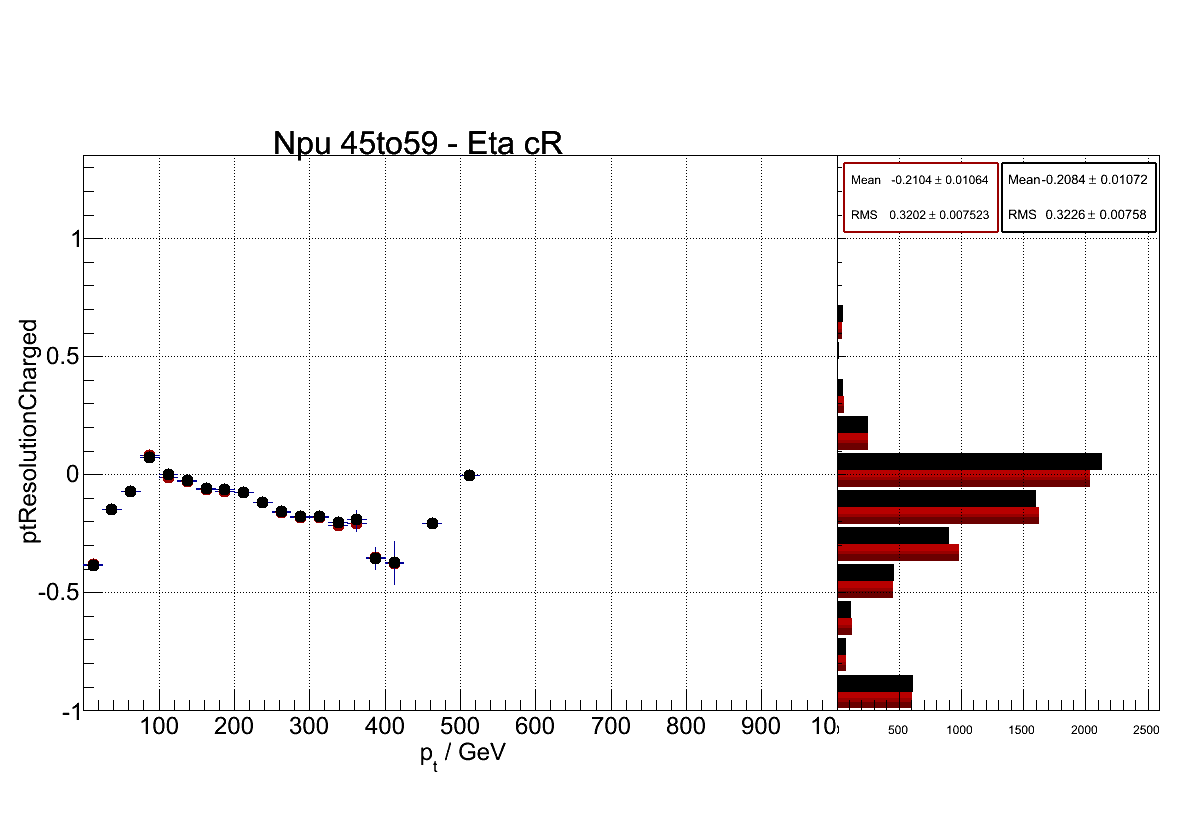 Npu 45to59 - Eta cR
ptResolutionCharged
1
0.5
0
-0.5
-1
100 200 300 400 500 600 700 800 900 10
p_t / GeV
Mean -0.2104 ± 0.01064
RMS 0.3202 ± 0.007523
Mean-0.2084 ± 0.01072
RMS 0.3226 ± 0.00758
500 1000 1500 2000 2500